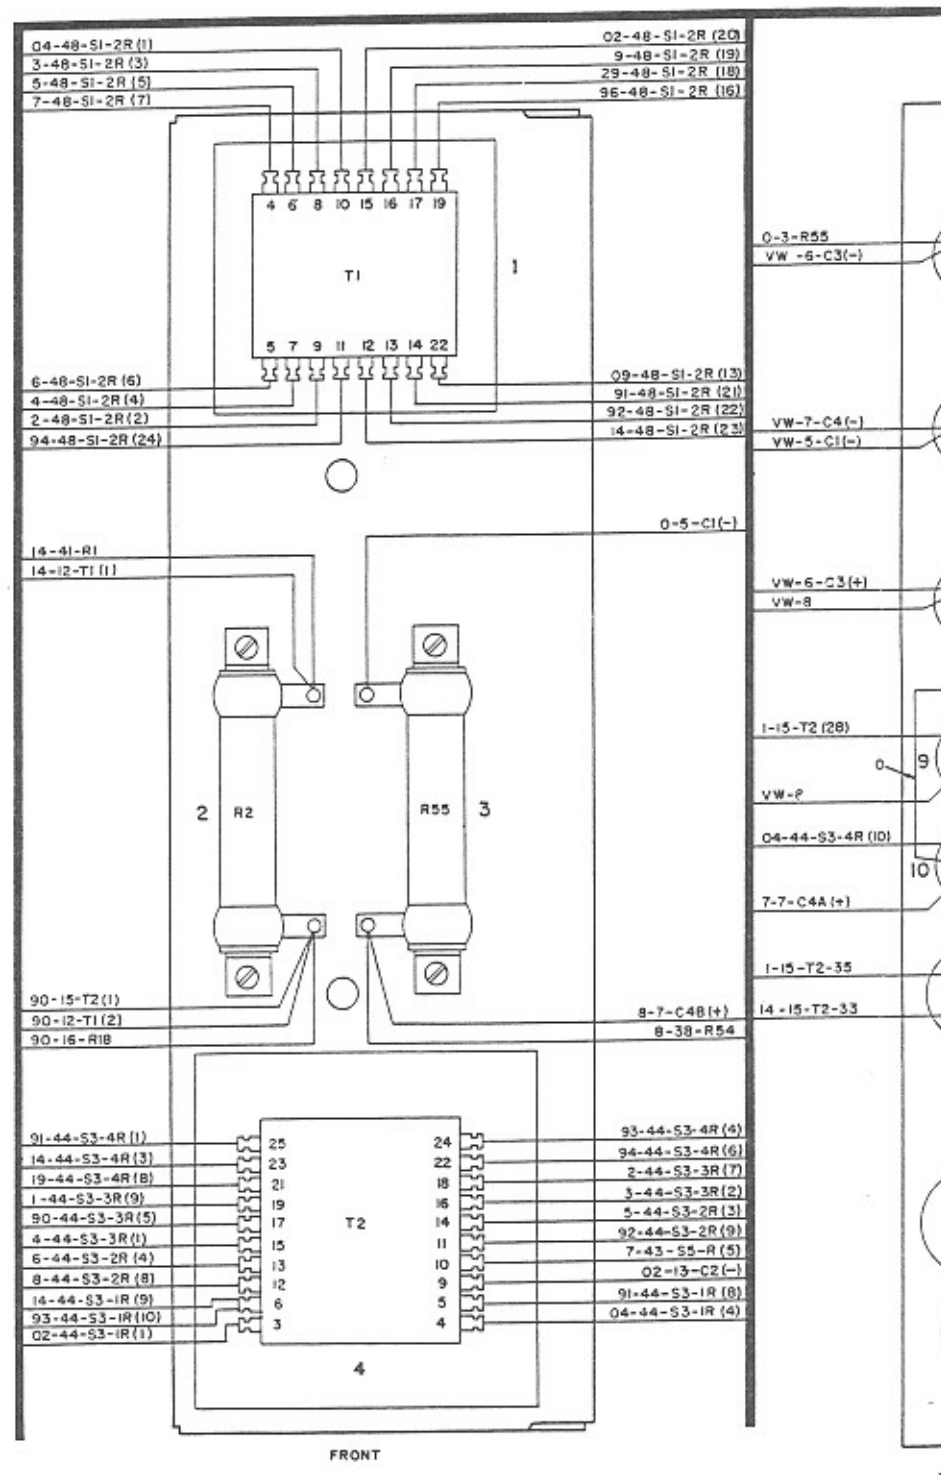 04-48-S1-2R (1)
3-48-S1-2R (3)
5-48-S1-2R (5)
7-48-S1-2R (7)
02-48-S1-2R (20)
9-48-S1-2R (19)
29-48-S1-2R (18)
96-48-S1-2R (16)
4 6 8 10 15 16 17 19
T1
1
5 7 9 11 12 13 14 22
6-48-S1-2R (6)
4-48-S1-2R (4)
2-48-S1-2R (2)
94-48-S1-2R (24)
09-48-S1-2R (13)
91-48-S1-2R (21)
92-48-S1-2R (22)
14-48-S1-2R (23)
0-5-C1(-)
14-41-R1
14-12-T1 (1)
2
R2
R55
3
90-15-T2 (1)
90-12-T1 (2)
90-16-R18
8-7-C4B (+)
8-38-R54
91-44-S3-4R (1)
14-44-S3-4R (3)
19-44-S3-4R (8)
1-44-S3-3R (9)
90-44-S3-3R (5)
4-44-S3-3R (1)
6-44-S3-2R (4)
8-44-S3-2R (8)
14-44-S3-1R (9)
93-44-S3-1R (10)
02-44-S3-1R (1)
25
23
21
19
17
15
13
12
6
3
T2
24
22
18
16
14
11
10
9
5
4
93-44-S3-4R (4)
94-44-S3-4R (6)
2-44-S3-3R (7)
3-44-S3-3R (2)
5-44-S3-2R (3)
92-44-S3-2R (9)
7-43-S5-R (5)
02-13-C2 (-)
91-44-S3-1R (8)
04-44-S3-1R (4)
4
FRONT
0-3-R55
VW -6-C3(-)
VW-7-C4(-)
VW-5-C1(-)
VW-6-C3(+)
VW-8
1-15-T2 (28)
0
9
04-44-S3-4R (10)
10
7-7-C4A (+)
1-15-T2-35
14-15-T2-33